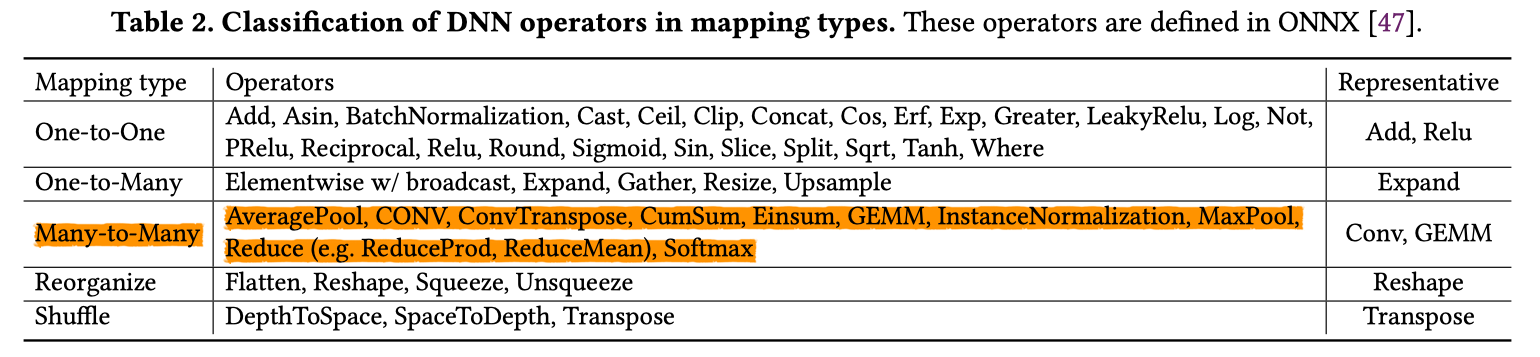 Table 2. Classification of DNN operators in mapping types. These operators are defined in ONNX [47].
Mapping type Operators Representative
One-to-One Add, Asin, BatchNormalization, Cast, Ceil, Clip, Concat, Cos, Erf, Exp, Greater, LeakyRelu, Log, Not,
PRelu, Reciprocal, Relu, Round, Sigmoid, Sin, Slice, Split, Sqrt, Tanh, Where Add, Relu
One-to-Many Elementwise w/ broadcast, Expand, Gather, Resize, Upsample Expand
Many-to-Many AveragePool, CONV, ConvTranspose, CumSum, Einsum, GEMM, InstanceNormalization, MaxPool,
Reduce (e.g. ReduceProd, ReduceMean), Softmax Conv, GEMM
Reorganize Flatten, Reshape, Squeeze, Unsqueeze Reshape
Shuffle DepthToSpace, SpaceToDepth, Transpose Transpose